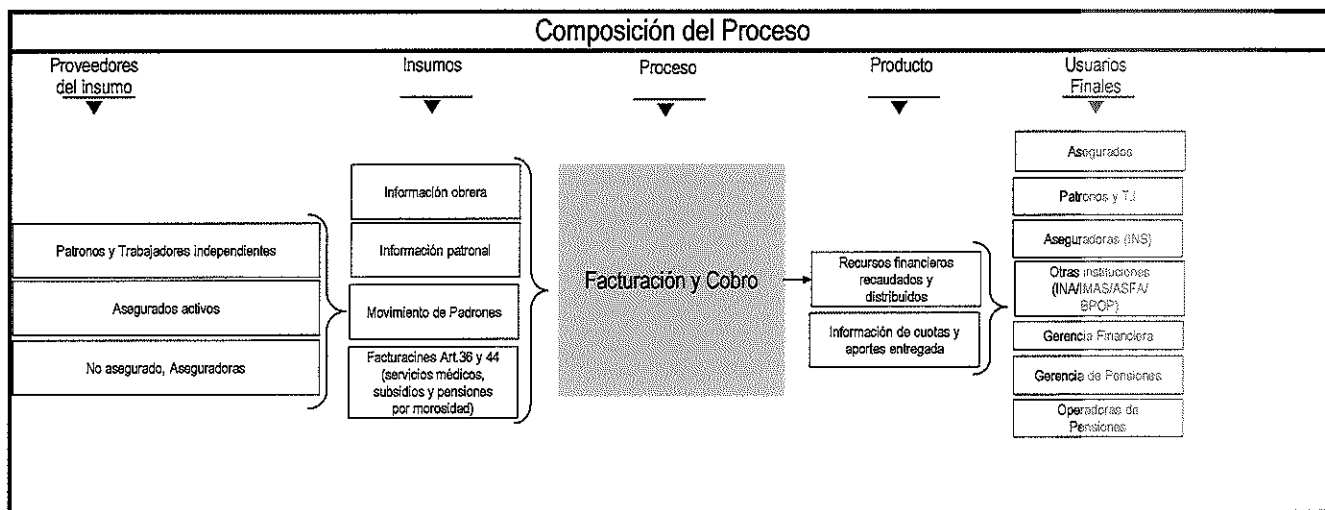 Composición del Proceso
Proveedores
del insumo
Insumos
Proceso
Producto
Usuarios
Finales
Patronos y Trabajadores Independientes
Asegurados activos
No asegurado, Aseguradoras
Información obrera
Información patronal
Movimiento de Padrones
Facturacines Art.36 y 44
(servicios médicos,
subsidios y pensiones
por morosidad)
Facturación y Cobro
Recursos financieros
recaudados y
distribuidos
Información de cuotas y
aportes entregada
Asegurados
Patronos y T.I
Aseguradoras (INS)
Otras instituciones
(INA/IMAS/ASFA/
BPOP)
Gerencia Financiera
Gerencia de Pensiones
Operadoras de
Pensiones